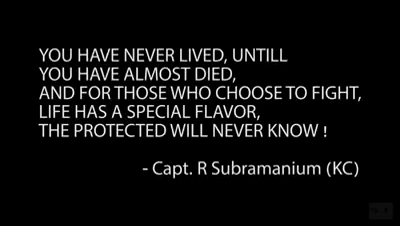 YOU HAVE NEVER LIVED, UNTILL
YOU HAVE ALMOST DIED,
AND FOR THOSE WHO CHOOSE TO FIGHT,
LIFE HAS A SPECIAL FLAVOR,
THE PROTECTED WILL NEVER KNOW !
- Capt. R Subramanium (KC)